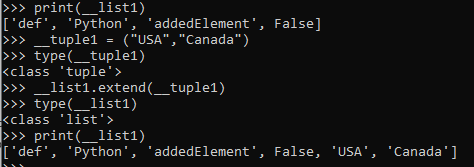 >>> print(__list1)
['def', 'Python', 'addedElement', False]
>>> __tuple1 = ("USA","Canada")
>>> type(__tuple1)
<class 'tuple'>
>>> __list1.extend(__tuple1)
>>> type(__list1)
<class 'list'>
>>> print(__list1)
['def', 'Python', 'addedElement', False, 'USA', 'Canada']
>>>